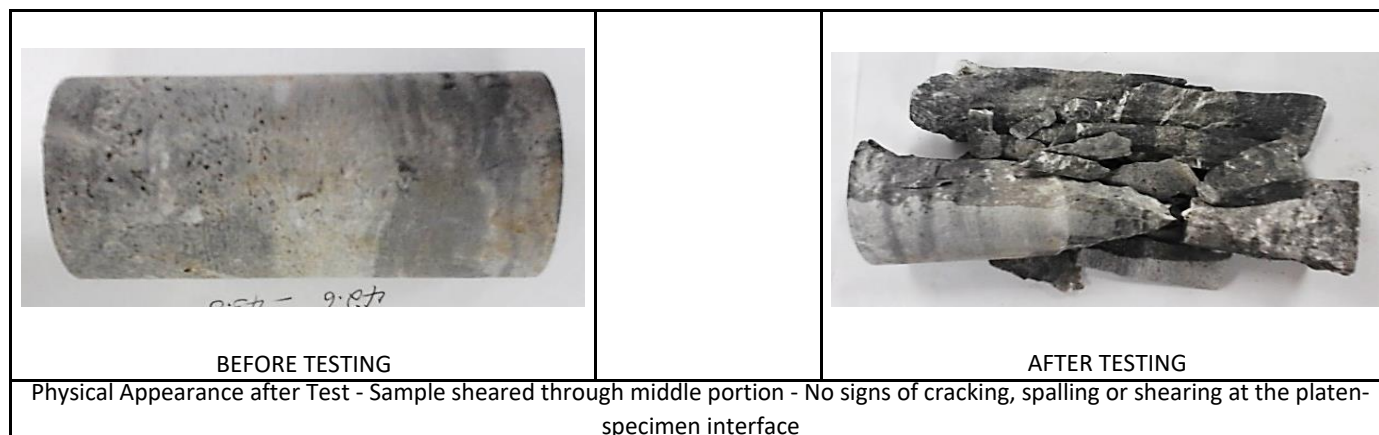 BEFORE TESTING
AFTER TESTING
Physical Appearance after Test - Sample sheared through middle portion - No signs of cracking, spalling or shearing at the platen-
specimen interface